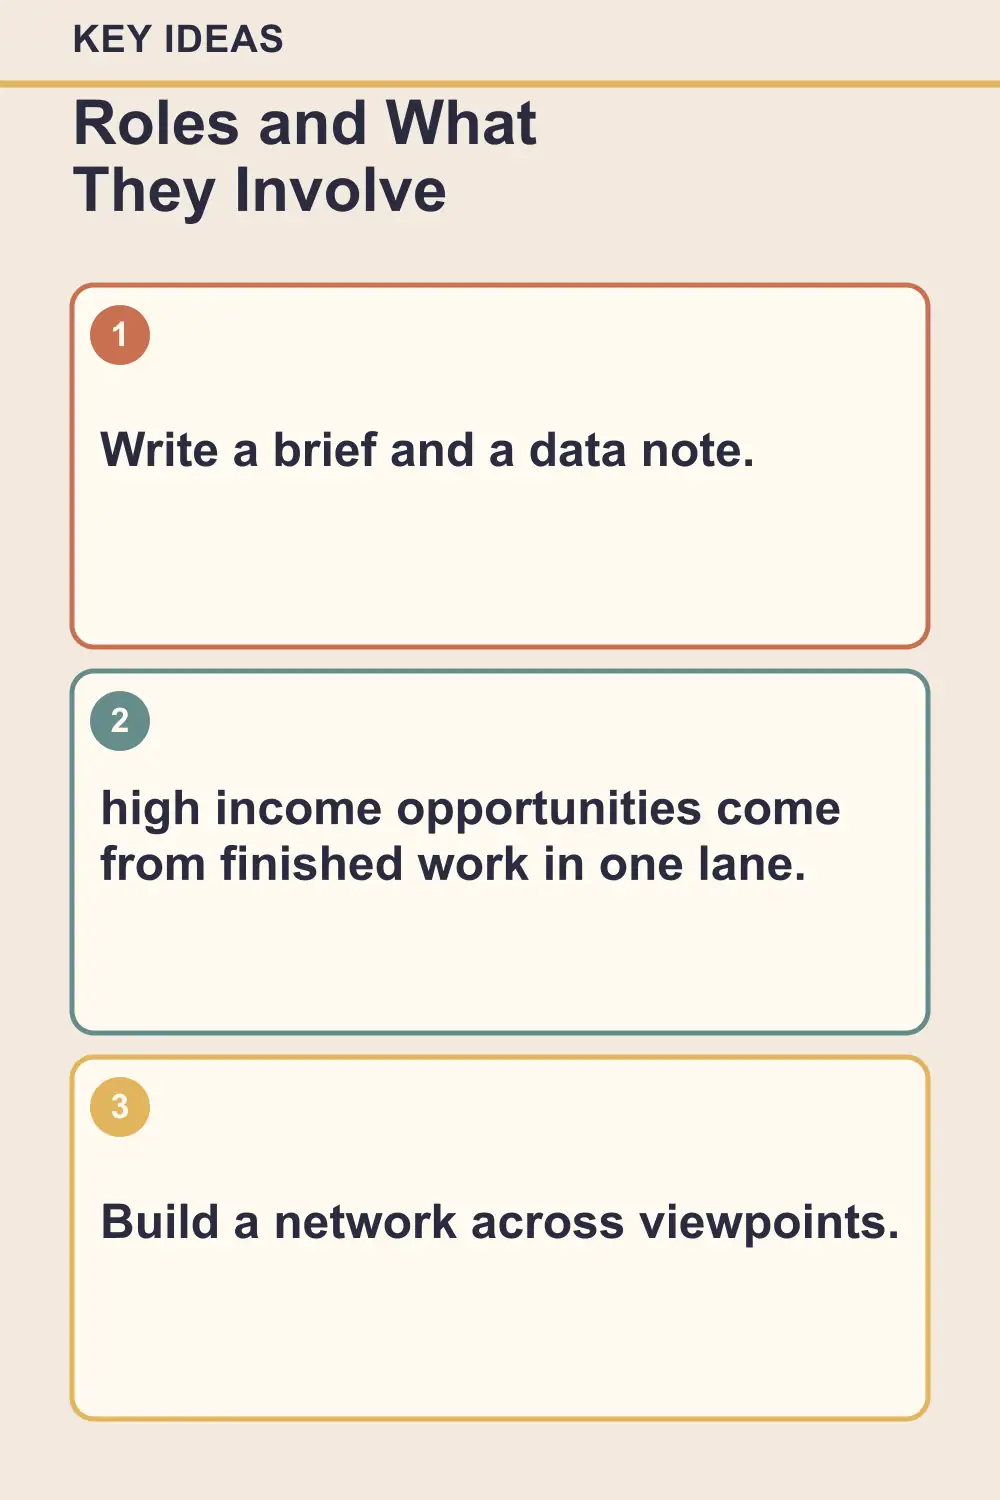 KEY IDEAS
Roles and What
They Involve
1
Write a brief and a data note.
2
high income opportunities come
from finished work in one lane.
3
Build a network across viewpoints.